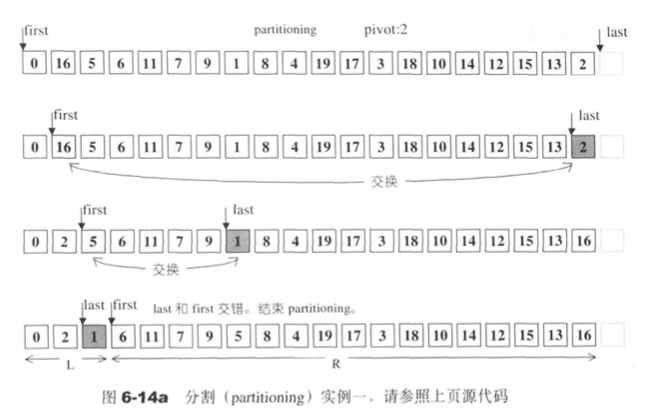 first partitioning pivot:2 last
0 16 5 6 11 7 9 1 8 4 19 17 3 18 10 14 12 15 13 2
first last
0 16 5 6 11 7 9 1 8 4 19 17 3 18 10 14 12 15 13 2
交换
first last
0 2 5 6 11 7 9 1 8 4 19 17 3 18 10 14 12 15 13 16
交换
last first last 和 first 交错。结束 partitioning。
0 2 1 6 11 7 9 5 8 4 19 17 3 18 10 14 12 15 13 16
L R
图 6-14a 分割（partitioning）实例一。请参照上页源代码